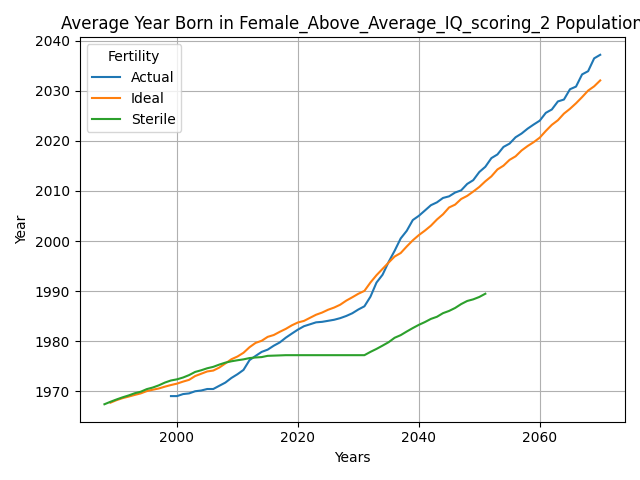 Average Year Born in Female_Above_Average_IQ_scoring_2 Population
Fertility
Actual
Ideal
Sterile
2040
2030
2020
2010
2000
1990
1980
1970
Year
2000
2020
2040
2060
Years